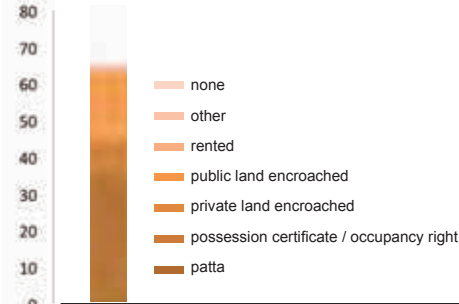 80
70
60
50
40
30
20
10
0
none
other
rented
public land encroached
private land encroached
possession certificate / occupancy right
patta